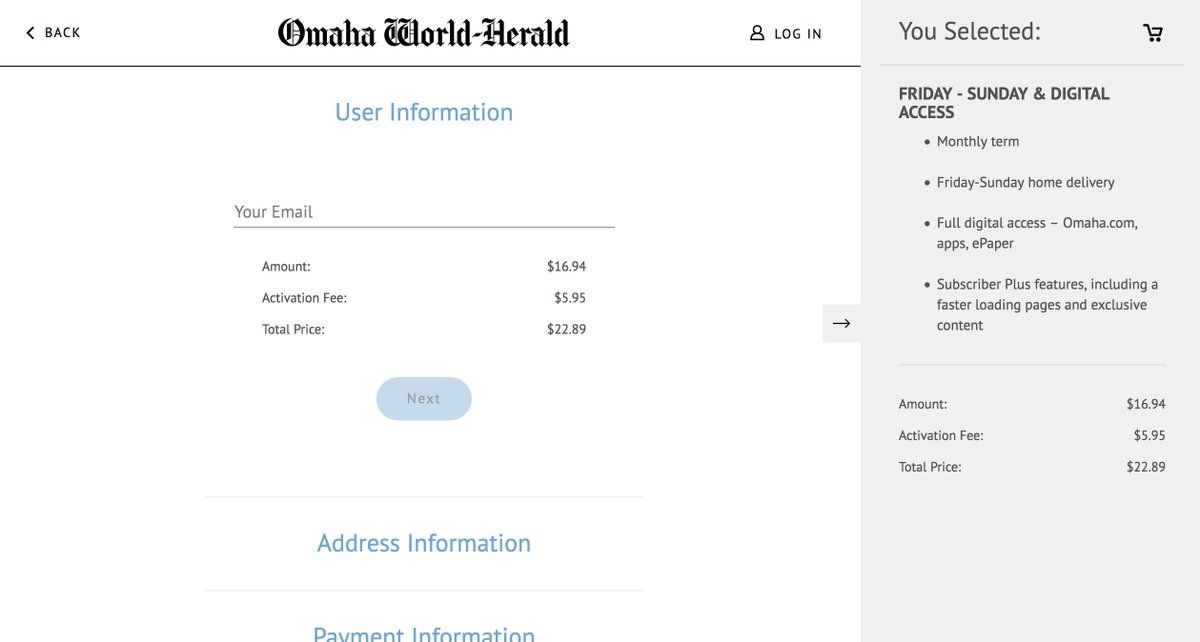 BACK
Omaha World-Herald
LOG IN
User Information
Your Email
Amount: $16.94
Activation Fee: $5.95
Total Price: $22.89
Next
Address Information
Payment Information
You Selected:
FRIDAY - SUNDAY & DIGITAL
ACCESS
• Monthly term
• Friday-Sunday home delivery
• Full digital access – Omaha.com,
apps, ePaper
• Subscriber Plus features, including a
faster loading pages and exclusive
content
Amount: $16.94
Activation Fee: $5.95
Total Price: $22.89